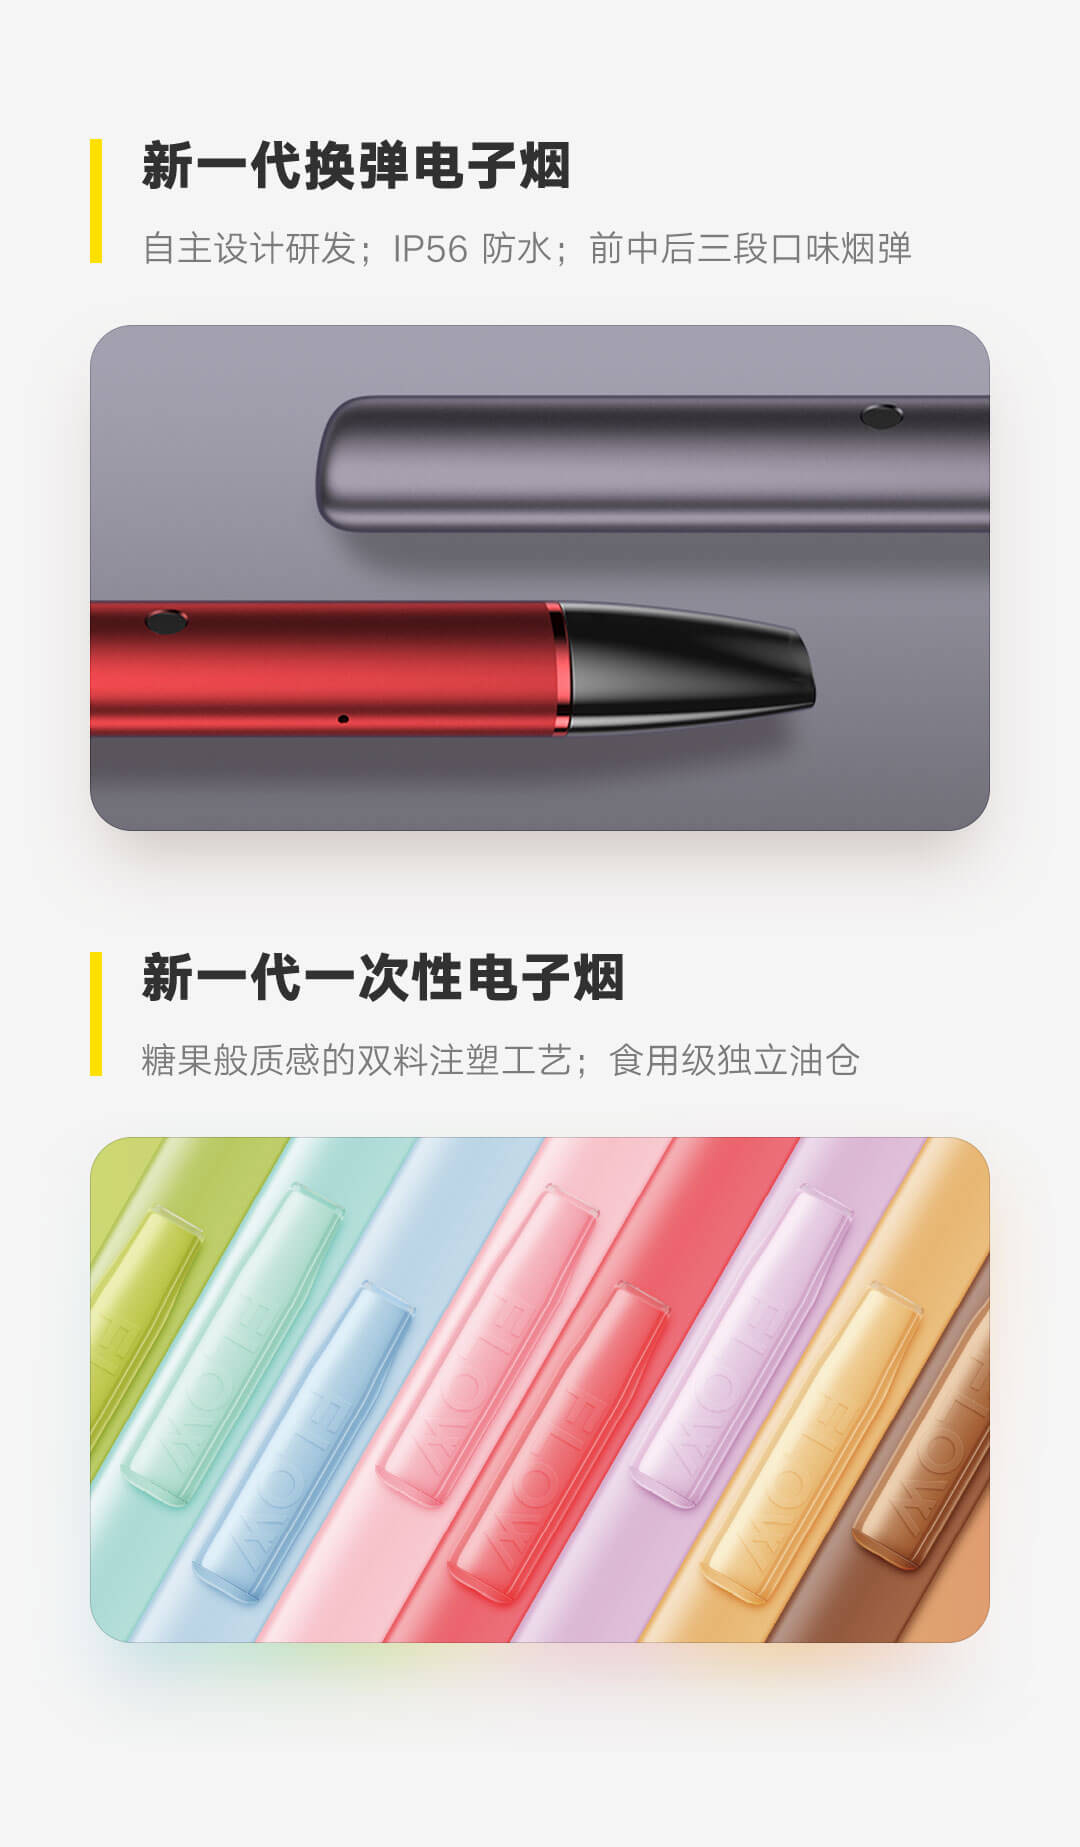 新一代换弹电子烟
自主设计研发；IP56 防水；前中后三段口味烟弹
新一代一次性电子烟
糖果般质感的双料注塑工艺；食用级独立油仓